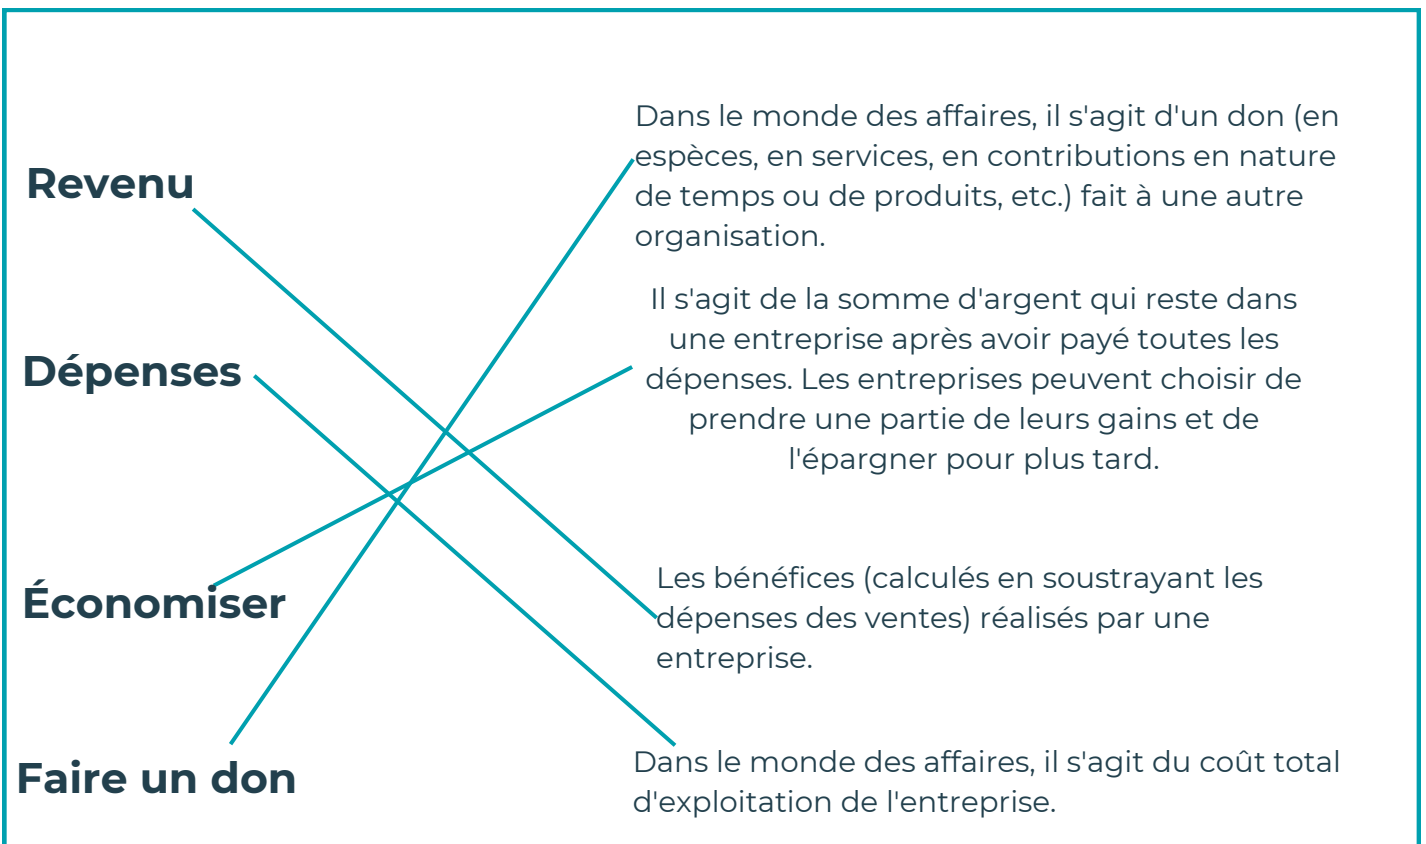 Revenu
Dépenses
Économiser
Faire un don
Dans le monde des affaires, il s'agit d'un don (en
espèces, en services, en contributions en nature
de temps ou de produits, etc.) fait à une autre
organisation.
Il s'agit de la somme d'argent qui reste dans
une entreprise après avoir payé toutes les
dépenses. Les entreprises peuvent choisir de
prendre une partie de leurs gains et de
l'épargner pour plus tard.
Les bénéfices (calculés en soustrayant les
dépenses des ventes) réalisés par une
entreprise.
Dans le monde des affaires, il s'agit du coût total
d'exploitation de l'entreprise.